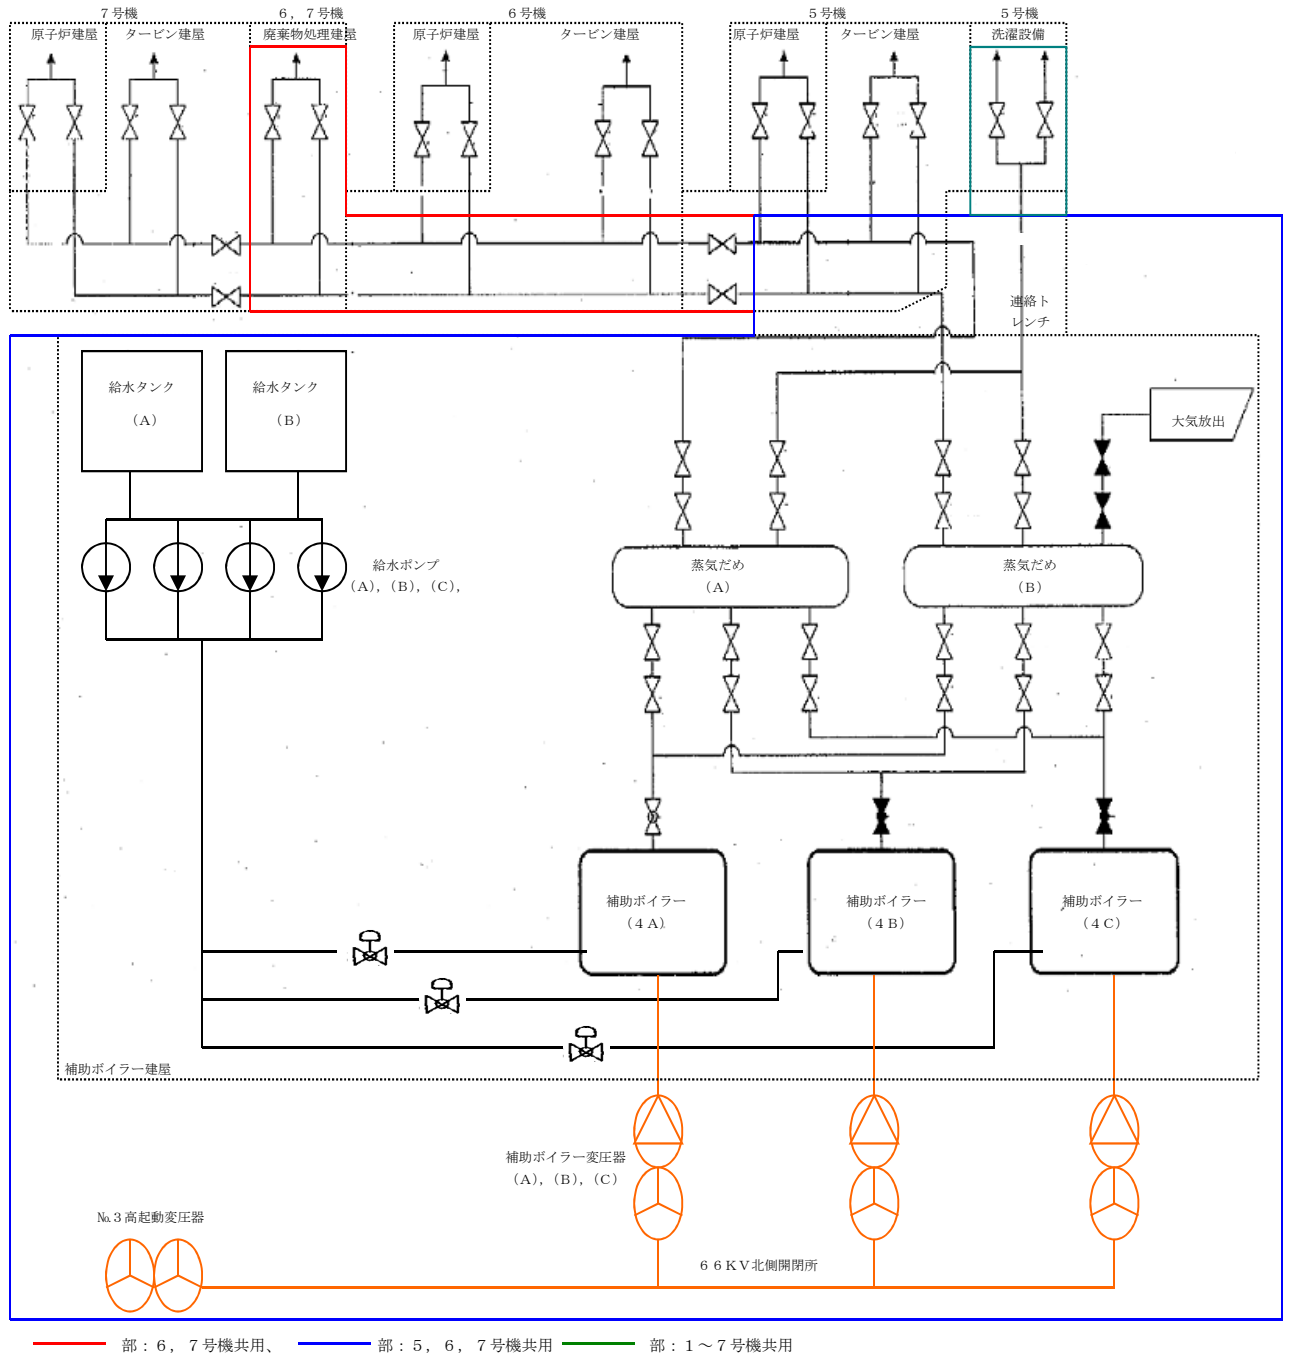 ７号機
６，７号機
６号機
５号機
５号機
原子炉建屋
タービン建屋
廃棄物処理建屋
原子炉建屋
タービン建屋
原子炉建屋
タービン建屋
洗濯設備
連絡ト
レンチ
給水タンク
（A）
給水タンク
（B）
大気放出
給水ポンプ
（A），（B），（C），
蒸気だめ
（A）
蒸気だめ
（B）
補助ボイラー
（４A）
補助ボイラー
（４B）
補助ボイラー
（４C）
補助ボイラー建屋
補助ボイラー変圧器
（A），（B），（C）
№３高起動変圧器
６６KV北側開閉所
部：６，７号機共用、
部：５，６，７号機共用
部：１～７号機共用